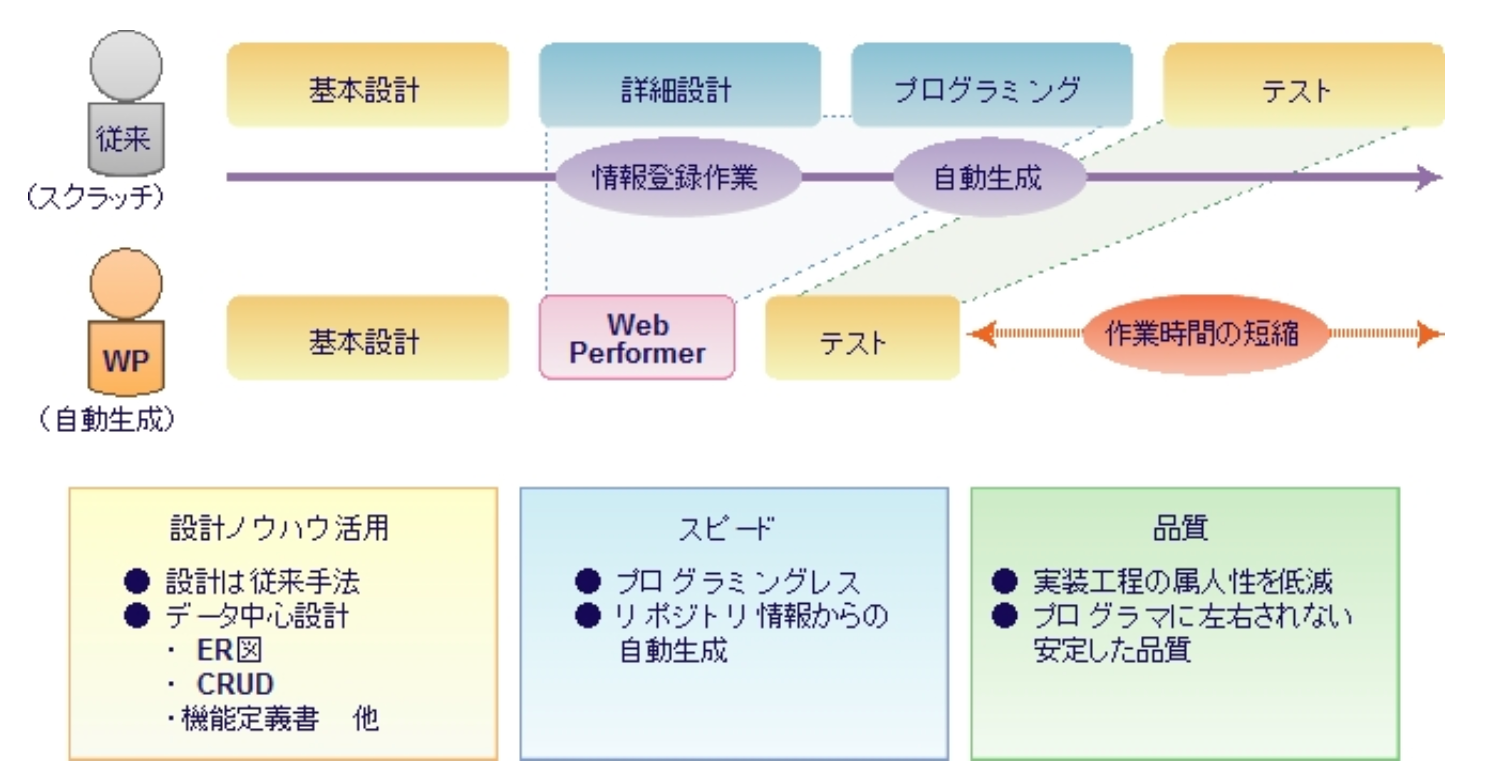 基本設計
詳細設計
プログラミング
テスト
従来
(スクラッチ)
情報登録作業
自動生成
基本設計
Web
Performer
テスト
作業時間の短縮
WP
(自動生成)
設計ノウハウ活用
● 設計は従来手法
● データ中心設計
・ ER図
・ CRUD
・機能定義書 他
スピード
● プログラミングレス
● リポジトリ情報からの
自動生成
品質
● 実装工程の属人性を低減
● プログラマに左右されない
安定した品質